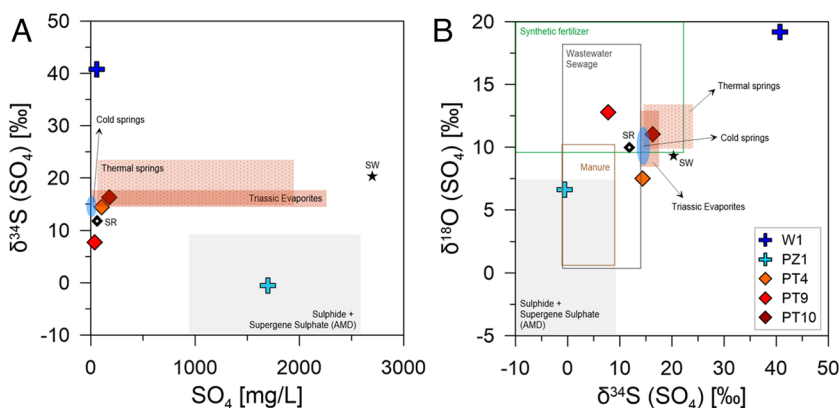 A
50
40
30
20
10
0
-10
δ³⁴S (SO₄) [‰]
Cold springs
Thermal springs
SW
Triassic Evaporites
SR
Sulphide +
Supergene Sulphate (AMD)
0
1000
2000
3000
SO₄ [mg/L]
B
20
15
10
5
0
-5
δ¹⁸O (SO₄) [‰]
Synthetic fertilizer
Wastewater
Sewage
Thermal springs
SR
Cold springs
SW
Manure
Triassic Evaporites
Sulphide +
Supergene Sulphate
(AMD)
W1
PZ1
PT4
PT9
PT10
-10
0
10
20
30
40
50
δ³⁴S (SO₄) [‰]